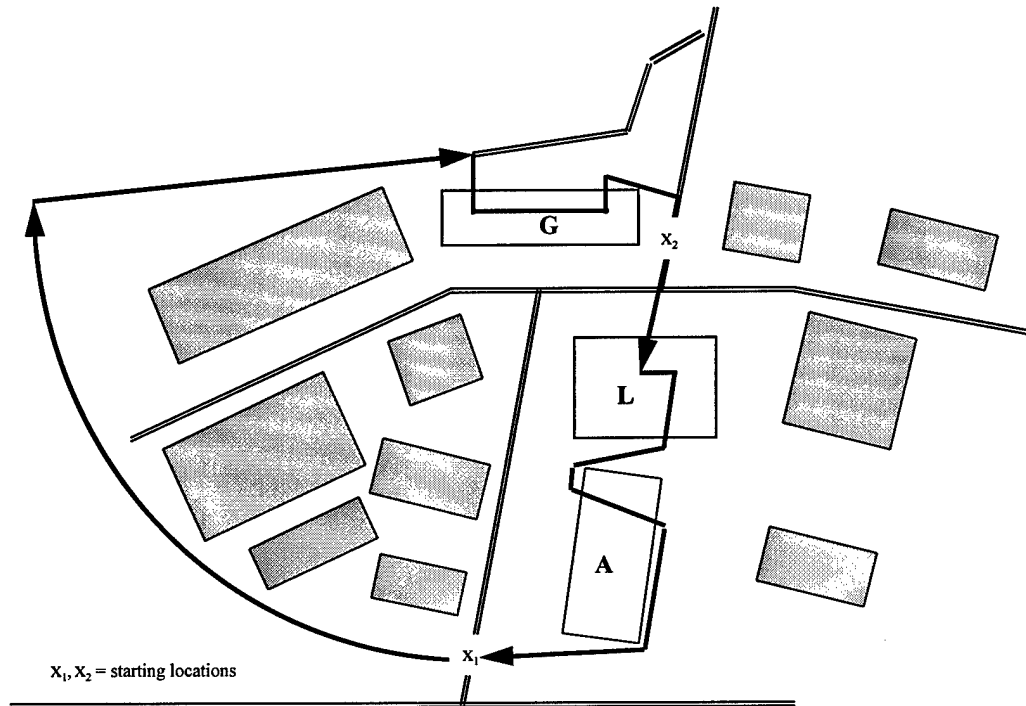 G
X₂
L
A
X₁
X₁, X₂ = starting locations